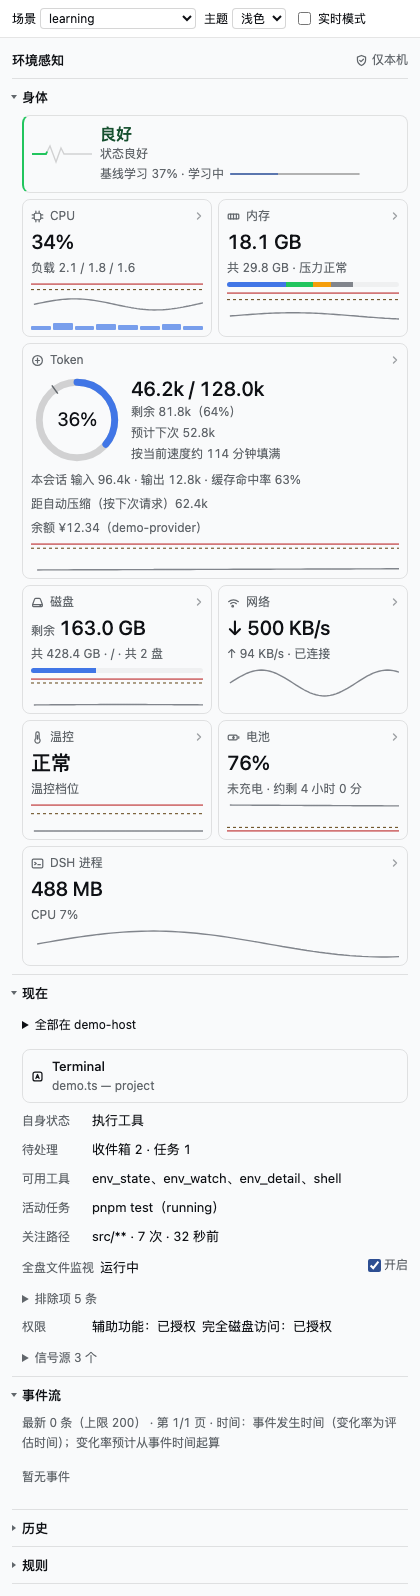 场景 learning 主题 浅色 实时模式
环境感知 仅本机
身体
良好
状态良好
基线学习 37% · 学习中
CPU
34%
负载 2.1 / 1.8 / 1.6
内存
18.1 GB
共 29.8 GB · 压力正常
Token
36%
46.2k / 128.0k
剩余 81.8k（64%）
预计下次 52.8k
按当前速度约 114 分钟填满
本会话 输入 96.4k · 输出 12.8k · 缓存命中率 63%
距自动压缩（按下次请求）62.4k
余额 ¥12.34（demo-provider）
磁盘
剩余 163.0 GB
共 428.4 GB · / · 共 2 盘
网络
↓ 500 KB/s
↑ 94 KB/s · 已连接
温控
正常
温控档位
电池
76%
未充电 · 约剩 4 小时 0 分
DSH 进程
488 MB
CPU 7%
现在
全部在 demo-host
Terminal
demo.ts — project
自身状态 执行工具
待处理 收件箱 2 · 任务 1
可用工具 env_state、env_watch、env_detail、shell
活动任务 pnpm test（running）
关注路径 src/** · 7 次 · 32 秒前
全盘文件监视 运行中 开启
排除项 5 条
权限 辅助功能：已授权 完全磁盘访问：已授权
信号源 3 个
事件流
最新 0 条（上限 200） · 第 1/1 页 · 时间：事件发生时间（变化率为评
估时间）；变化率预计从事件时间起算
暂无事件
历史
规则